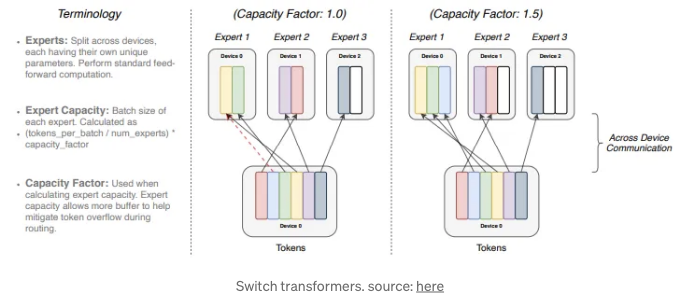 Terminology
• Experts: Split across devices,
each having their own unique
parameters. Perform standard feed-
forward computation.
• Expert Capacity: Batch size of
each expert. Calculated as
• (tokens_per_batch / num_experts) *
capacity_factor
• Capacity Factor: Used when
calculating expert capacity. Expert
capacity allows more buffer to help
mitigate token overflow during
routing.
(Capacity Factor: 1.0)
Expert 1 Expert 2 Expert 3
Device 0 Device 1 Device 2
Device 0
Tokens
(Capacity Factor: 1.5)
Expert 1 Expert 2 Expert 3
Device 0 Device 1 Device 2
Device 0
Tokens
Across Device
Communication
Switch transformers. source: here